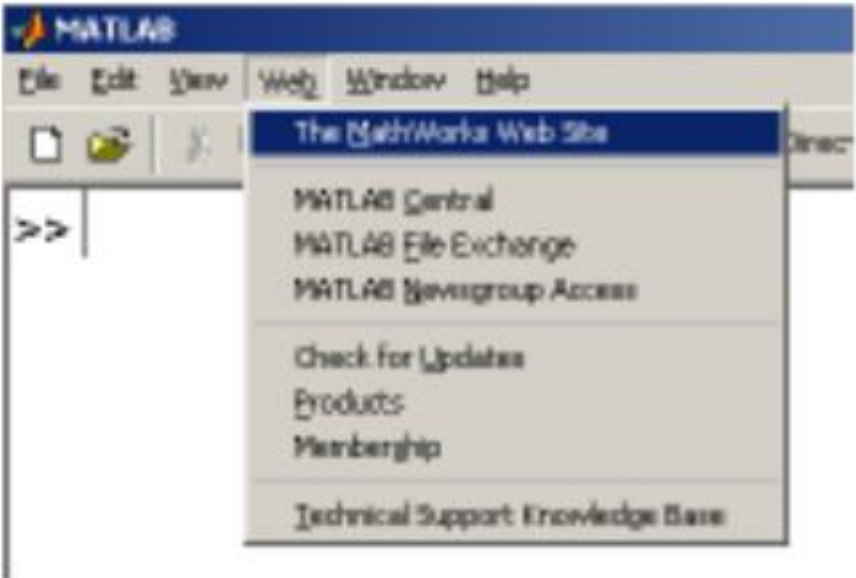 MATLAB
File Edit View Web Window Help
The MathWorks Web Site
MATLAB Central
>>
MATLAB File Exchange
MATLAB Newsgroup Access
Check for Updates
Products
Membership
Technical Support Knowledge Base